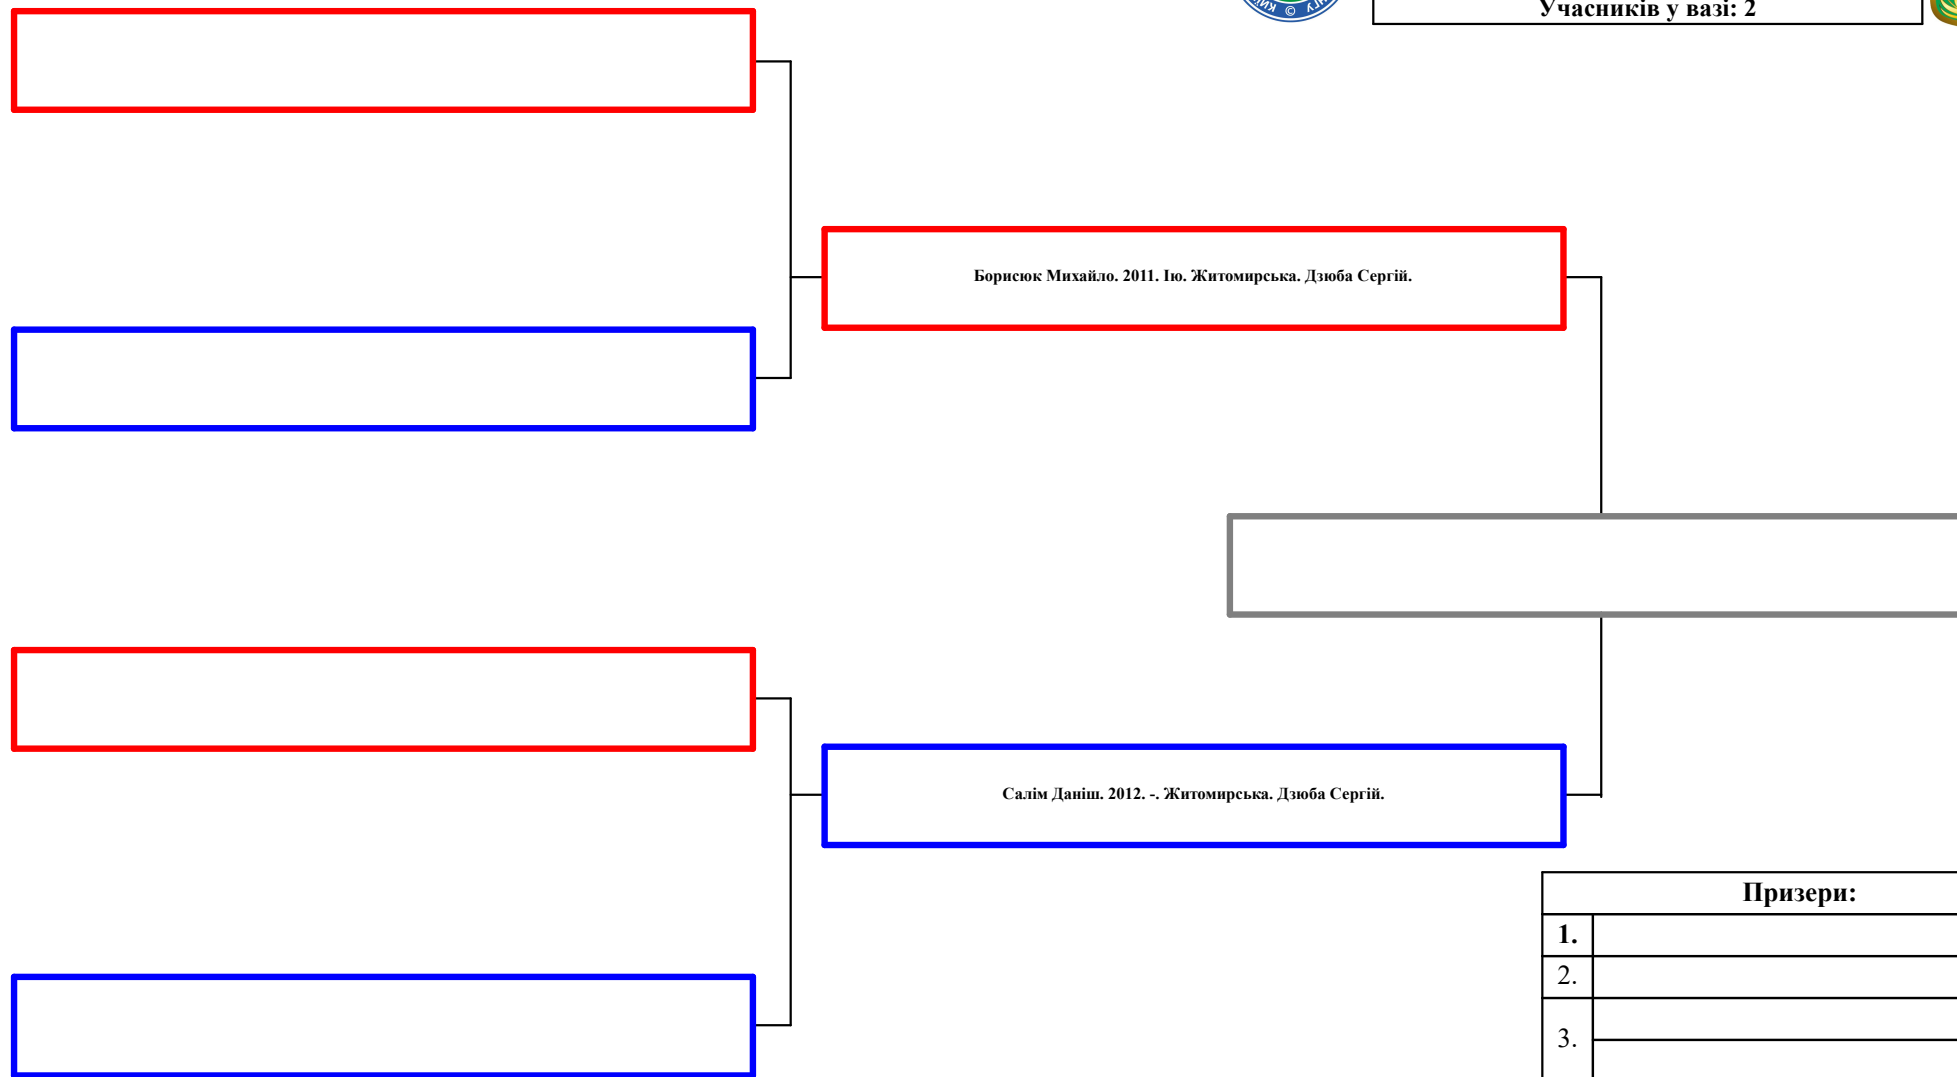 Учасників у вазі: 2
Борисюк Михайло. 2011. Ію. Житомирська. Дзюба Сергій.
Салім Даніш. 2012. -. Житомирська. Дзюба Сергій.
Призери:
1.
2.
3.